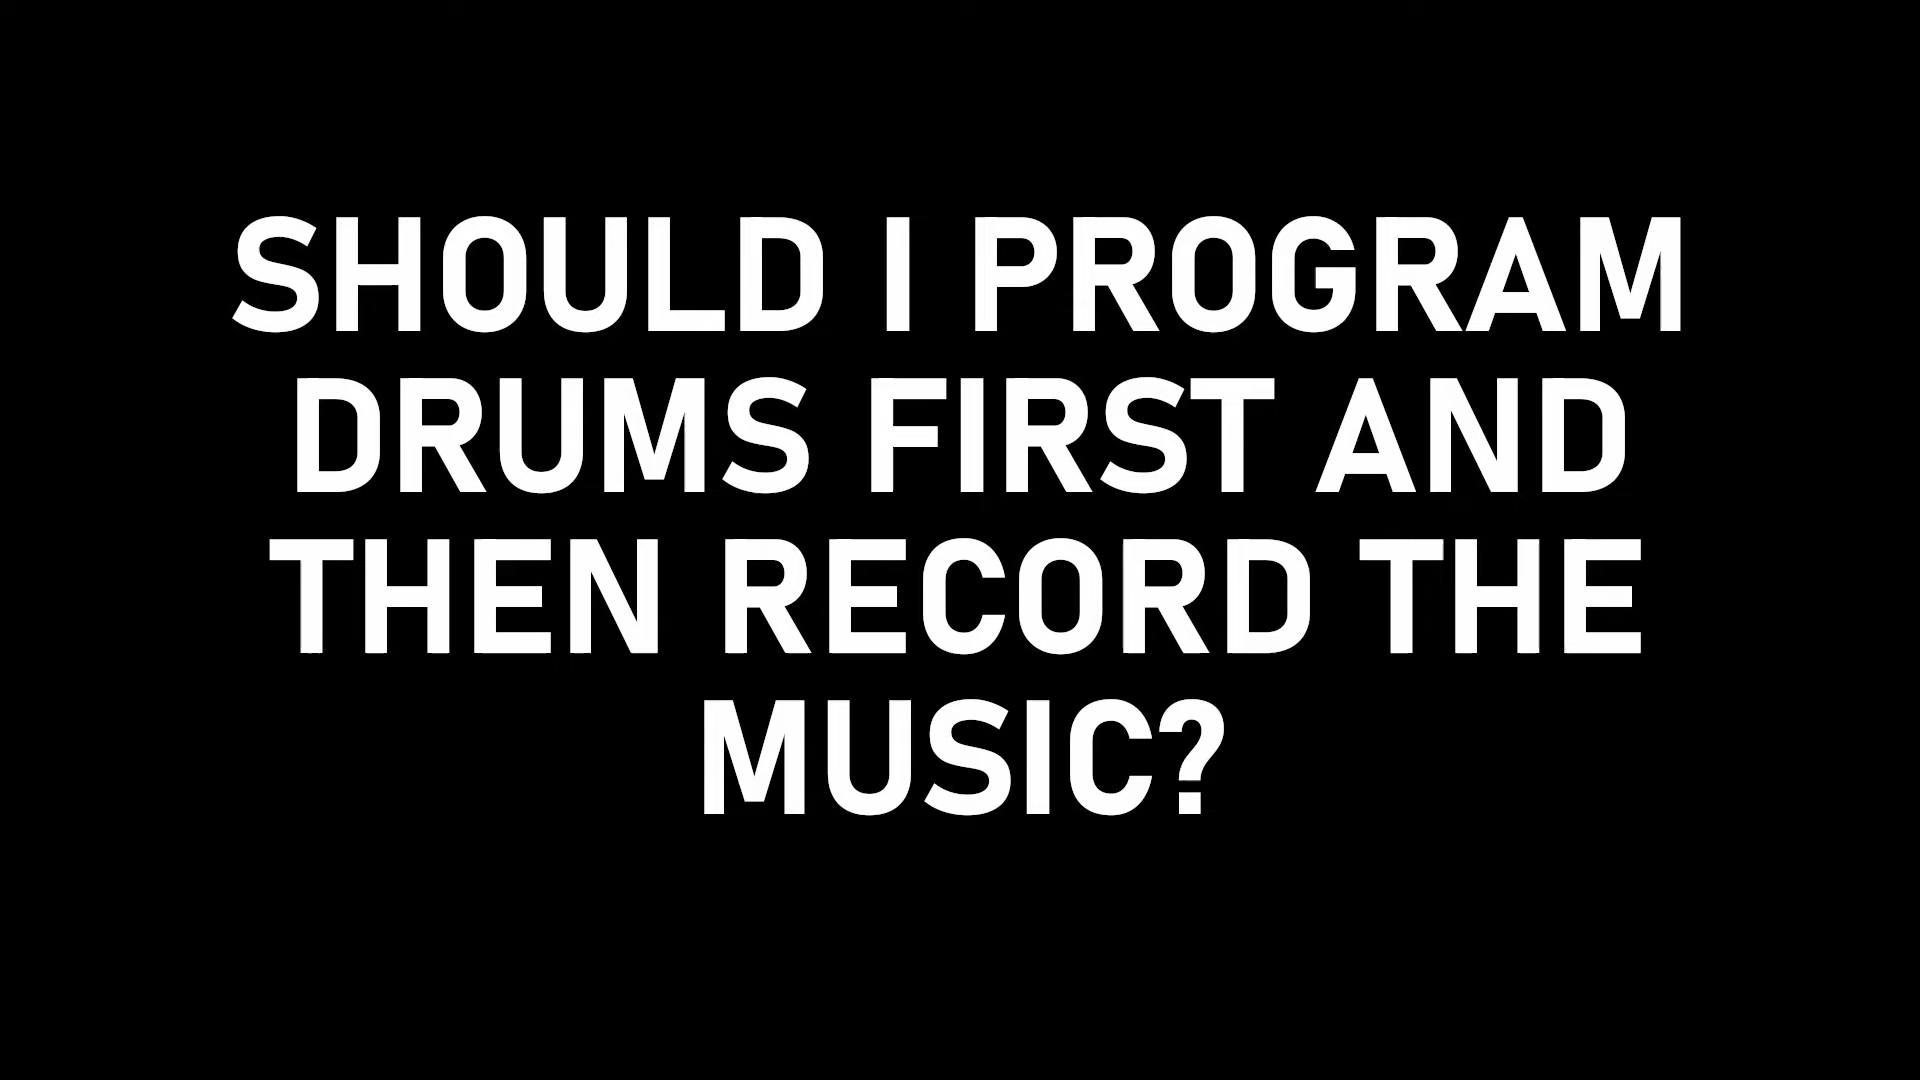 SHOULD I PROGRAM
DRUMS FIRST AND
THEN RECORD THE
MUSIC?